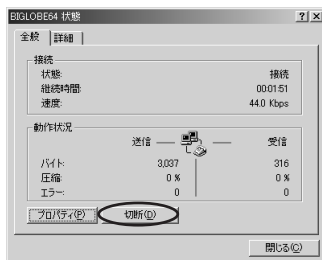 BIGLOBE64 状態
全般 詳細
接続
状態: 接続
継続時間: 00:01:51
速度: 44.0 Kbps
動作状況
送信 受信
バイト: 3,037 316
圧縮: 0 % 0 %
エラー: 0 0
プロパティ(P) 切断(D)
閉じる(C)